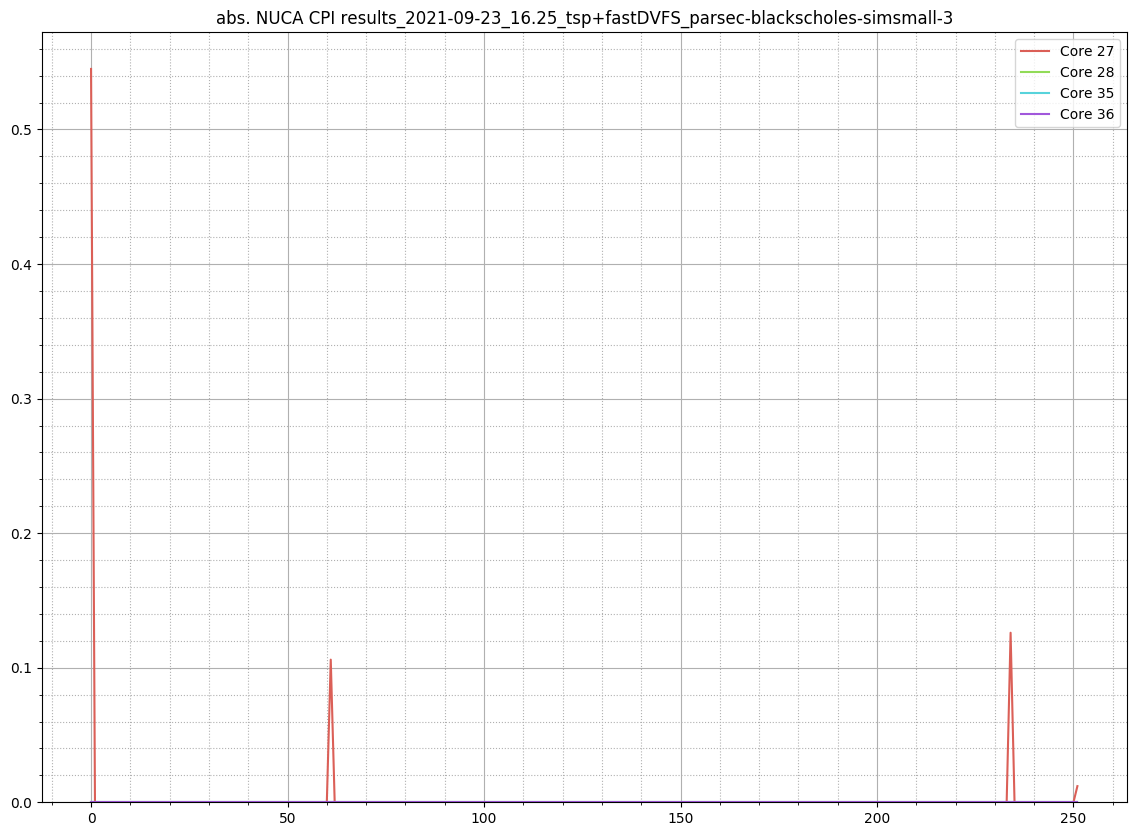 abs. NUCA CPI results_2021-09-23_16.25_tsp+fastDVFS_parsec-blackscholes-simsmall-3
Core 27
Core 28
Core 35
Core 36
0.5
0.4
0.3
0.2
0.1
0.0
0 50 100 150 200 250